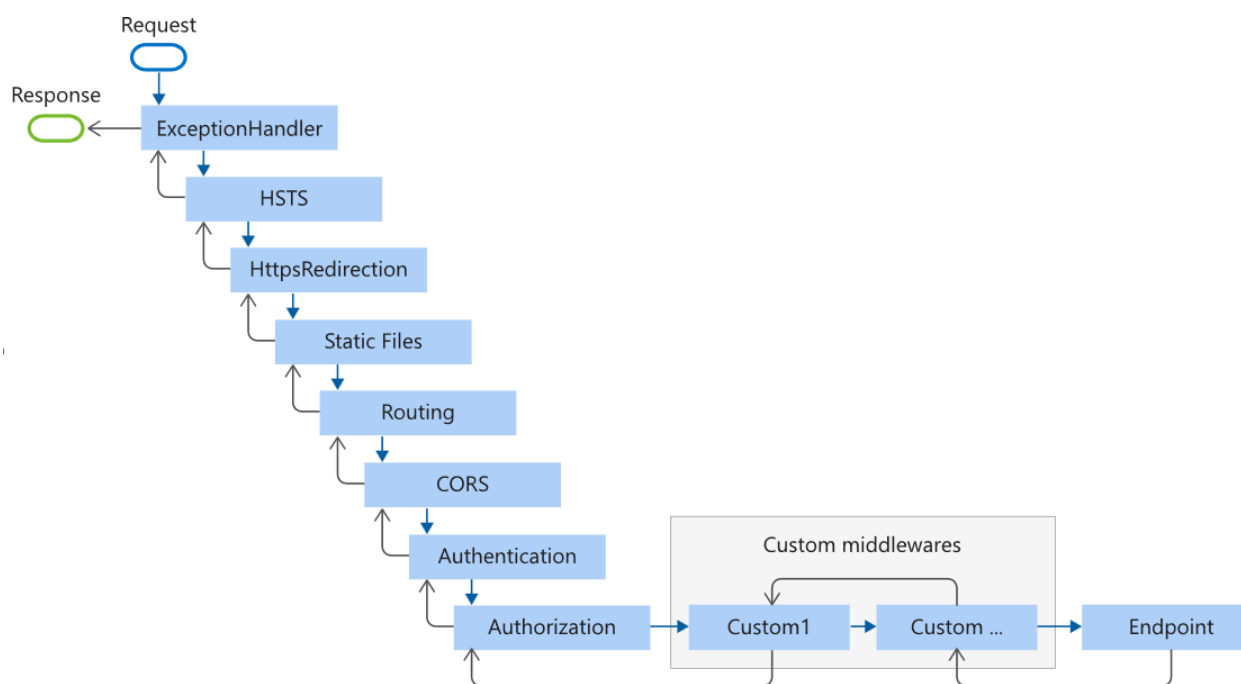 Request
Response
ExceptionHandler
HSTS
HttpsRedirection
Static Files
Routing
CORS
Authentication
Custom middlewares
Authorization
Custom1
Custom ...
Endpoint